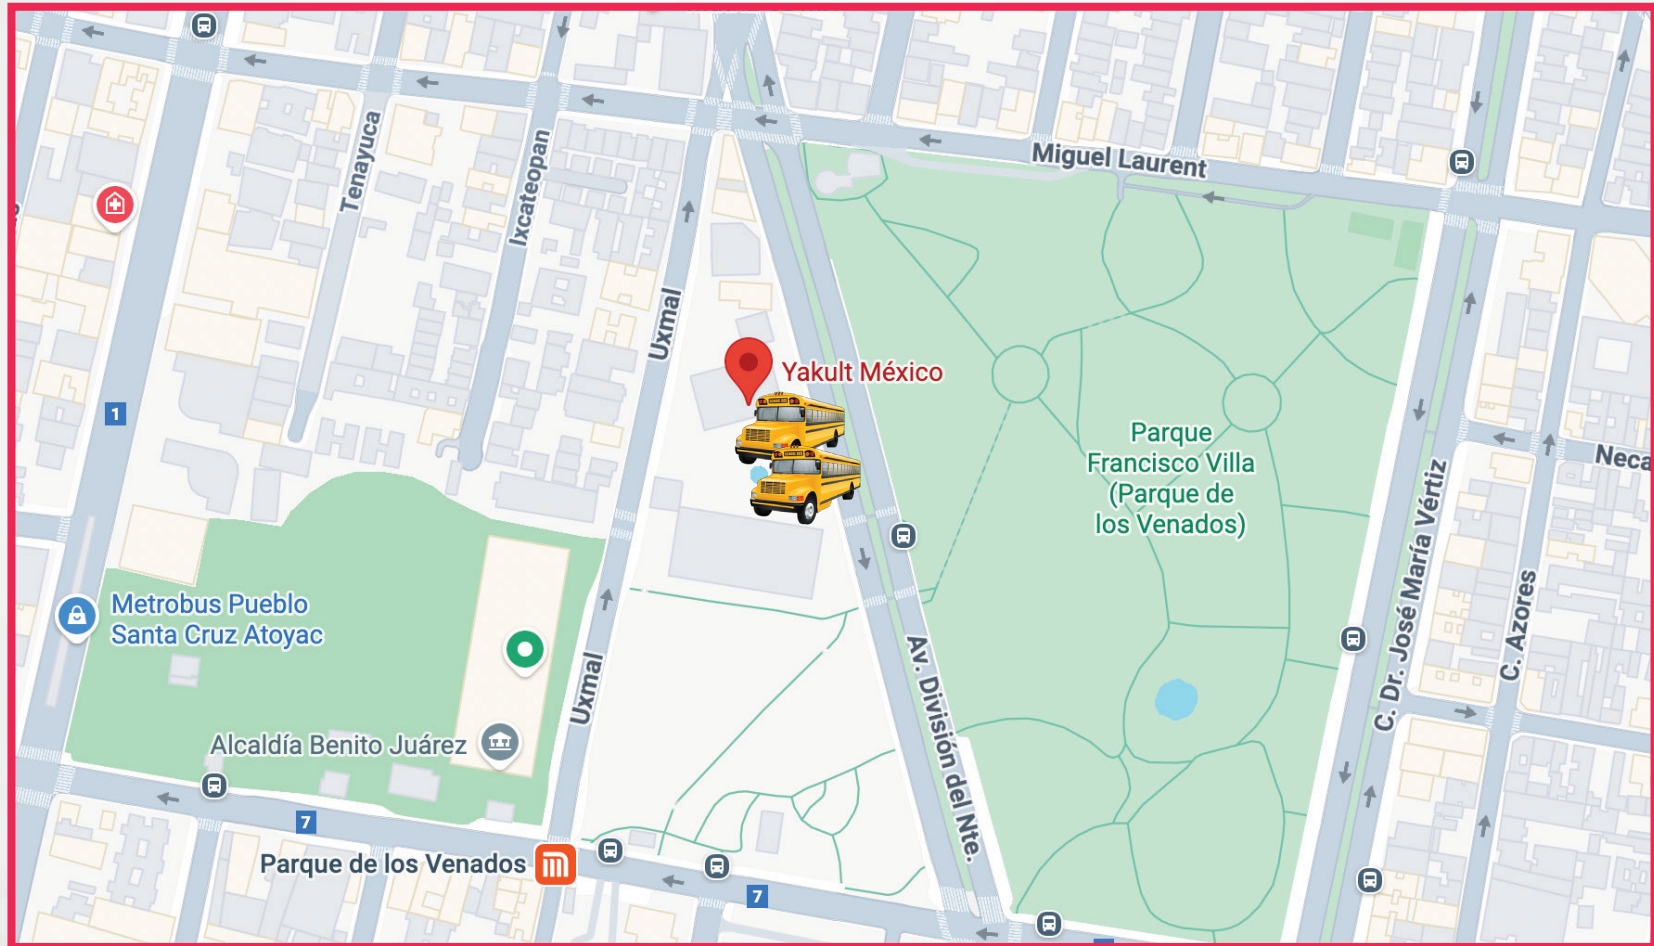 Miguel Laurent
Tenayuca
Ixcateopan
Uxmal
Yakult México
1
Parque
Francisco Villa
(Parque de
los Venados)
Neca
C. Dr. José María Vértiz
C. Azores
Metrobus Pueblo
Santa Cruz Atoyac
Uxmal
Av. División del Nte.
Alcaldía Benito Juárez
7
Parque de los Venados
7